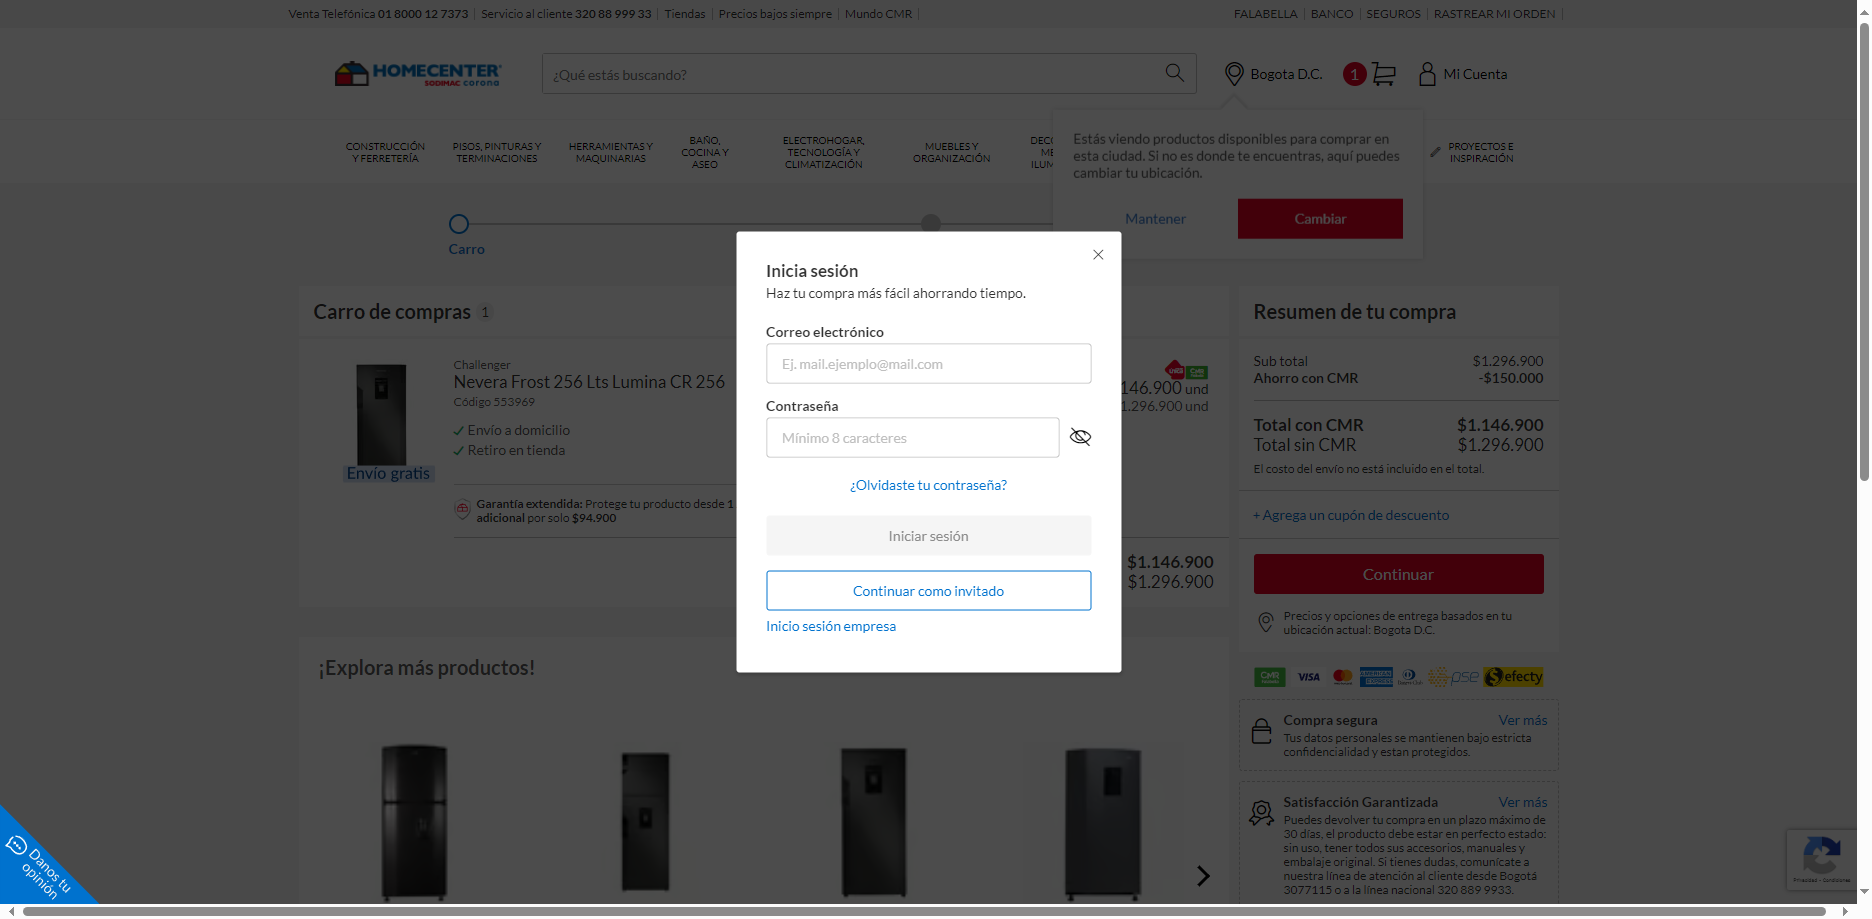 Venta Telefónica 01 8000 12 7373
Servicio al cliente 320 88 999 33
Tiendas
Precios bajos siempre
Mundo CMR
FALABELLA
BANCO
SEGUROS
RASTREAR MI ORDEN
HOMECENTER
SODIMAC corona
¿Qué estás buscando?
Bogota D.C.
1
Mi Cuenta
CONSTRUCCIÓN
Y FERRETERÍA
PISOS, PINTURAS Y
TERMINACIONES
HERRAMIENTAS Y
MAQUINARIAS
BAÑO,
COCINA Y
ASEO
ELECTROHOGAR,
TECNOLOGÍA Y
CLIMATIZACIÓN
MUEBLES Y
ORGANIZACIÓN
PROYECTOS E
INSPIRACIÓN
Estás viendo productos disponibles para comprar en
esta ciudad. Si no es donde te encuentras, aquí puedes
cambiar tu ubicación.
Mantener
Cambiar
Carro
Inicia sesión
Haz tu compra más fácil ahorrando tiempo.
Correo electrónico
Ej. mail.ejemplo@mail.com
Contraseña
Mínimo 8 caracteres
¿Olvidaste tu contraseña?
Iniciar sesión
Continuar como invitado
Inicio sesión empresa
Carro de compras 1
Challenger
Nevera Frost 256 Lts Lumina CR 256
Código 553969
Envío a domicilio
Retiro en tienda
Envío gratis
Garantía extendida: Protege tu producto desde 1
adicional por solo $94.900
146.900 und
1.296.900 und
$1.146.900
$1.296.900
Resumen de tu compra
Sub total $1.296.900
Ahorro con CMR -$150.000
Total con CMR $1.146.900
Total sin CMR $1.296.900
El costo del envío no está incluido en el total.
+ Agrega un cupón de descuento
Continuar
Precios y opciones de entrega basados en tu
ubicación actual: Bogota D.C.
CMR
VISA
pse
efecty
Compra segura Ver más
Tus datos personales se mantienen bajo estricta
confidencialidad y estan protegidos.
Satisfacción Garantizada Ver más
Puedes devolver tu compra en un plazo máximo de
30 días, el producto debe estar en perfecto estado:
sin uso, tener todos sus accesorios, manuales y
embalaje original. Si tienes dudas, comunícate a
nuestra línea de atención al cliente desde Bogotá
3077115 o a la línea nacional 320 889 9933.
¡Explora más productos!
Danos tu
opinión